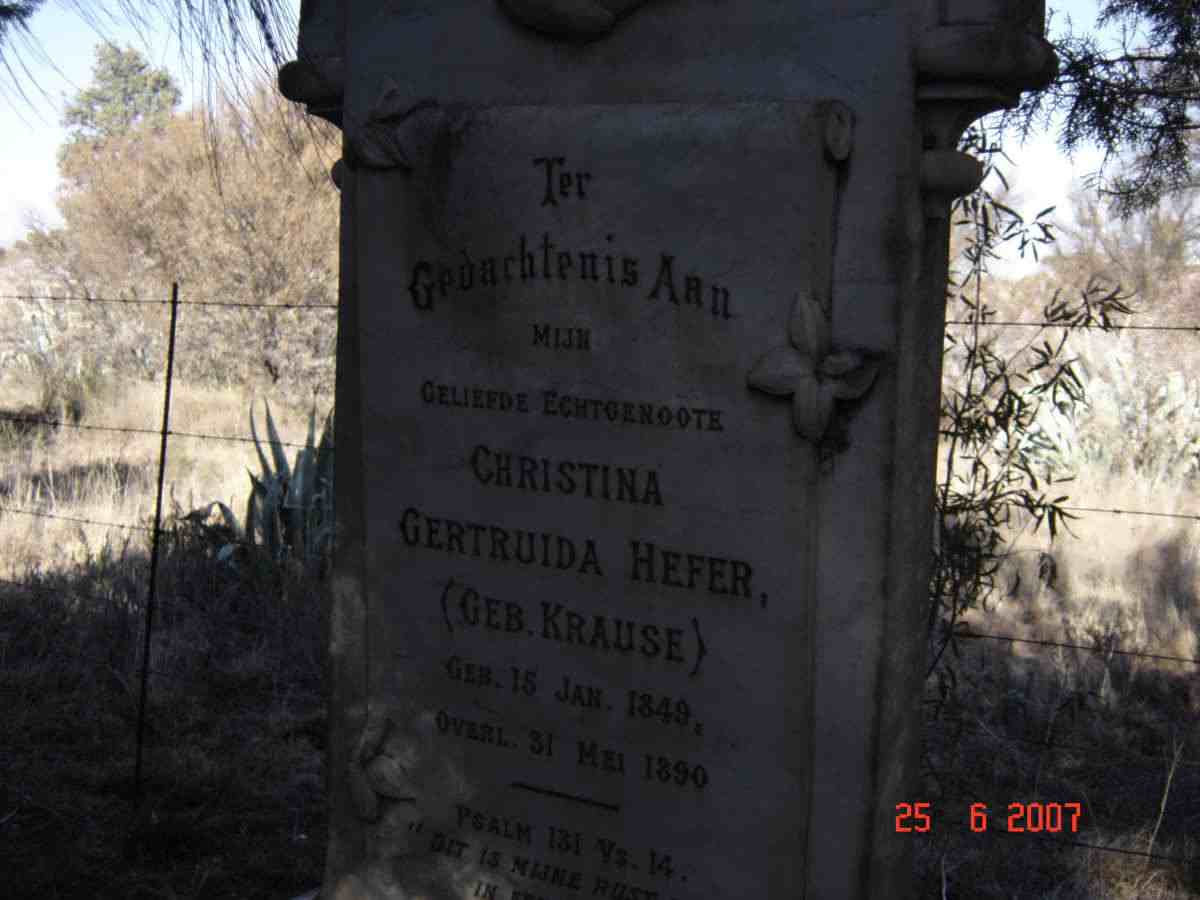 Ter
Gedachtenis Aan
MIJN
GELIEFDE ECHTGENOOTE
CHRISTINA
GERTRUIDA HEFER,
(GEB. KRAUSE)
GEB. 15 JAN. 1849,
OVERL. 31 MEI 1890
PSALM 131 VS. 14.
"DIT IS MIJNE RUST
IN
25 6 2007